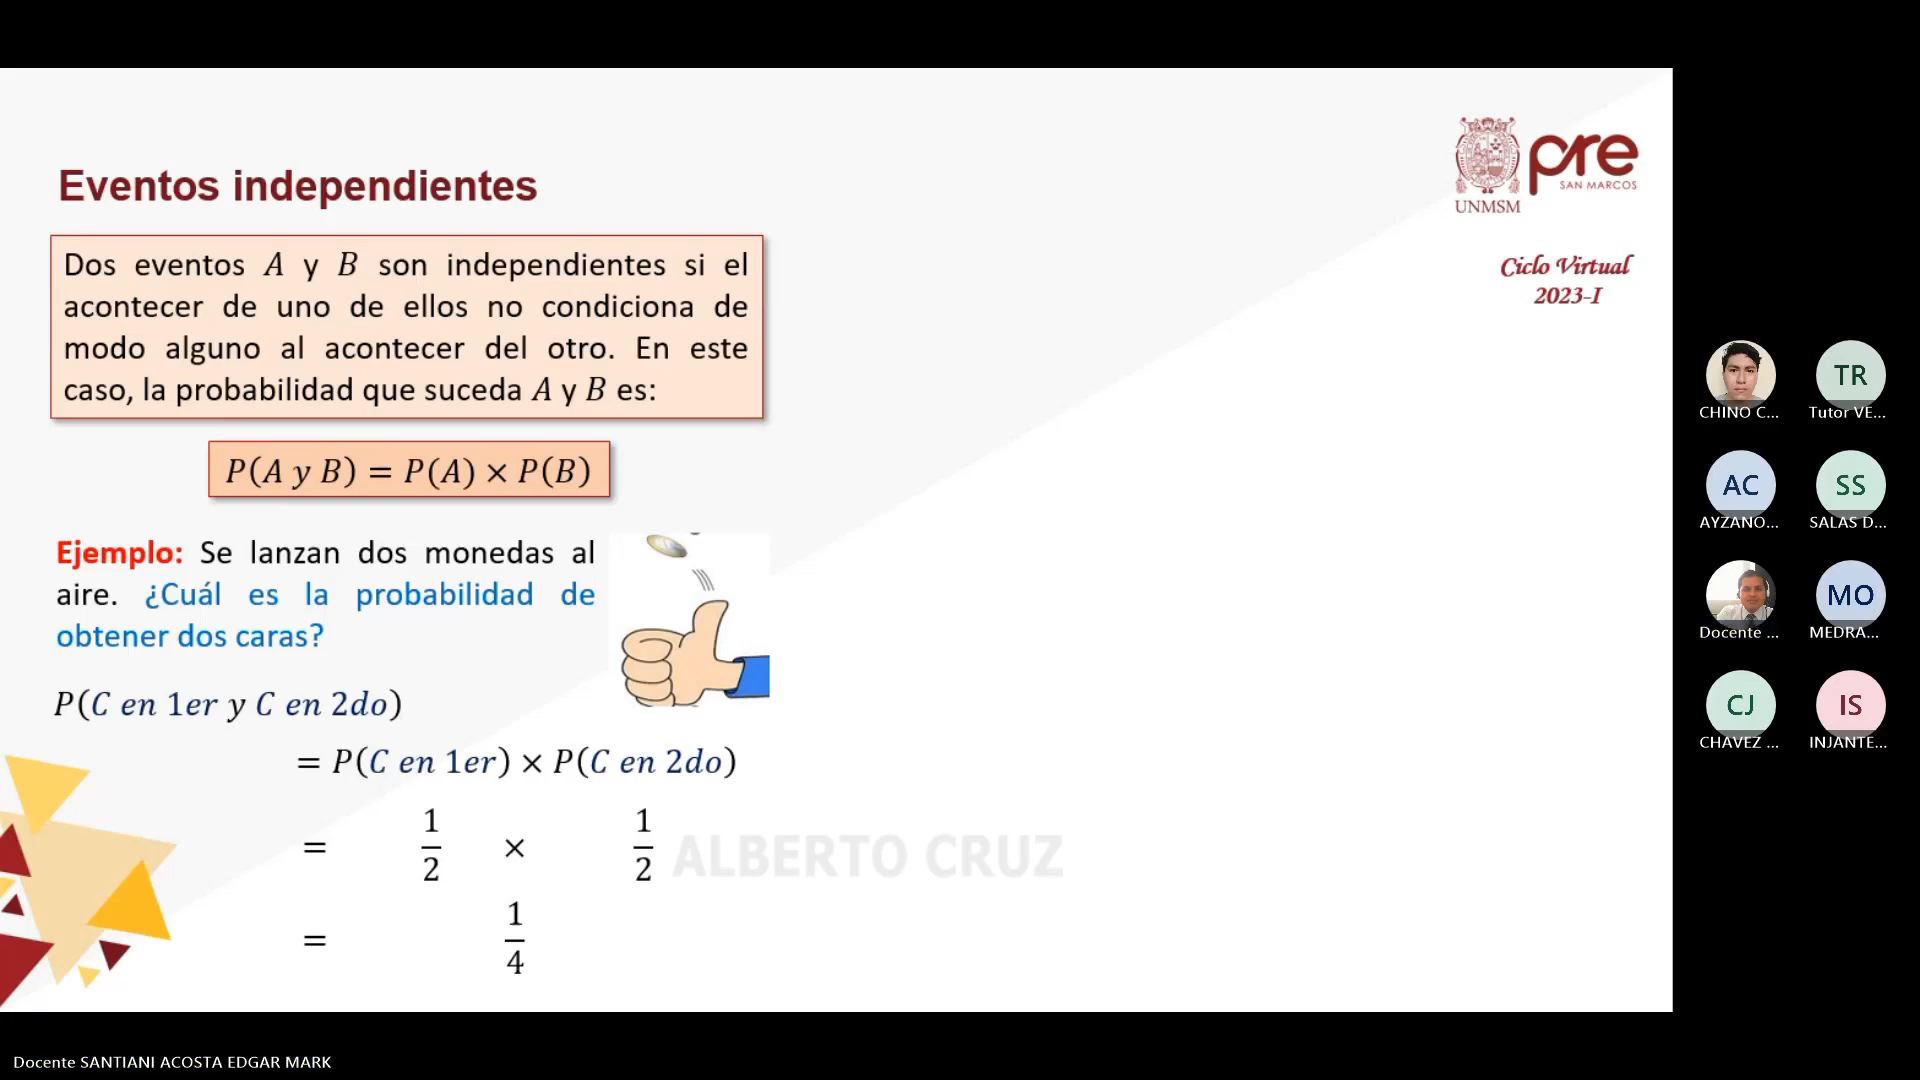 Eventos independientes
Dos eventos A y B son independientes si el
acontecer de uno de ellos no condiciona de
modo alguno al acontecer del otro. En este
caso, la probabilidad que suceda A y B es:
P(A y B) = P(A) × P(B)
Ejemplo: Se lanzan dos monedas al
aire. ¿Cuál es la probabilidad de
obtener dos caras?
P(C en 1er y C en 2do)
= P(C en 1er) × P(C en 2do)
= 1/2 × 1/2
= 1/4
ALBERTO CRUZ
UNMSM
pre
SAN MARCOS
Ciclo Virtual
2023-I
CHINO C...
TR
Tutor VE...
AC
AYZANO...
SS
SALAS D...
Docente ...
MO
MEDRA...
CJ
CHAVEZ ...
IS
INJANTE...
Docente SANTIANI ACOSTA EDGAR MARK